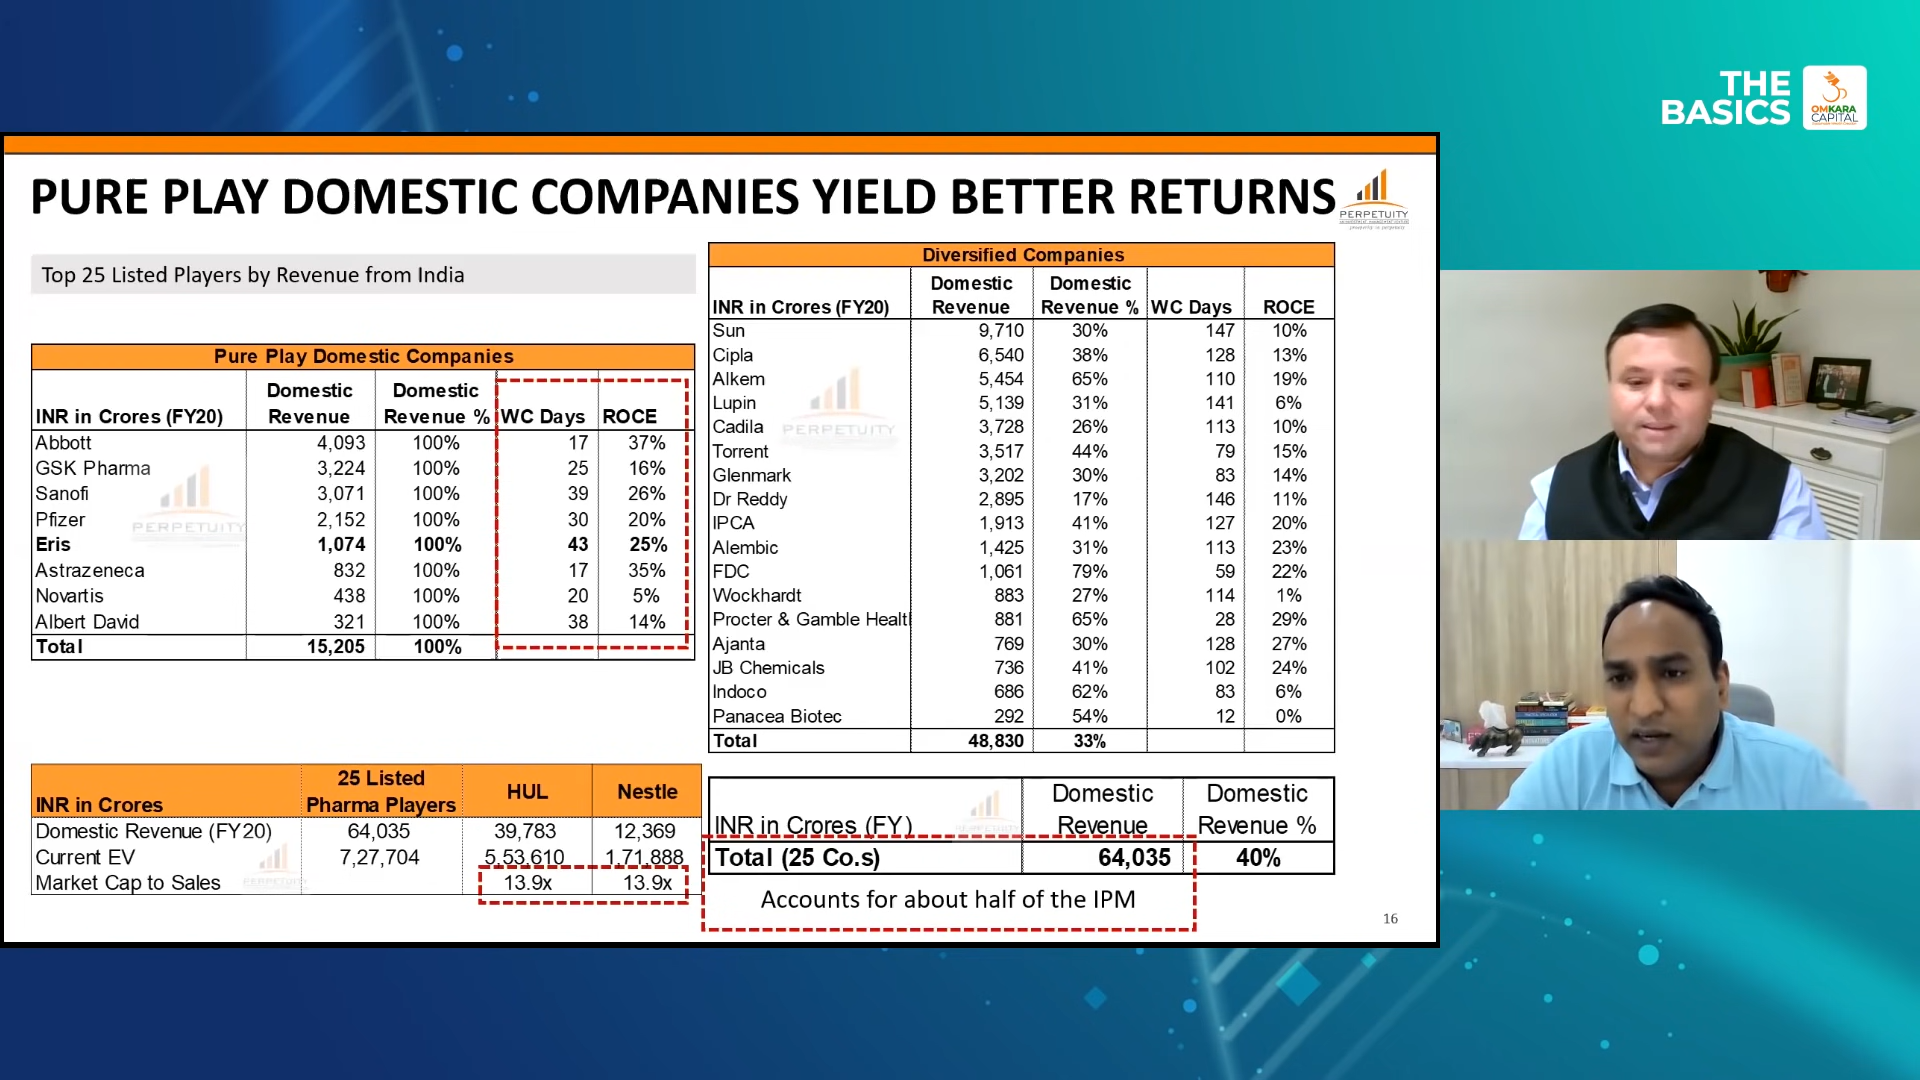 THE
BASICS
OMKARA
CAPITAL
PURE PLAY DOMESTIC COMPANIES YIELD BETTER RETURNS
PERPETUITY
Top 25 Listed Players by Revenue from India
Pure Play Domestic Companies
INR in Crores (FY20) Domestic Revenue Domestic Revenue % WC Days ROCE
Abbott 4,093 100% 17 37%
GSK Pharma 3,224 100% 25 16%
Sanofi 3,071 100% 39 26%
Pfizer 2,152 100% 30 20%
Eris 1,074 100% 43 25%
Astrazeneca 832 100% 17 35%
Novartis 438 100% 20 5%
Albert David 321 100% 38 14%
Total 15,205 100%
PERPETUITY
Diversified Companies
INR in Crores (FY20) Domestic Revenue Domestic Revenue % WC Days ROCE
Sun 9,710 30% 147 10%
Cipla 6,540 38% 128 13%
Alkem 5,454 65% 110 19%
Lupin 5,139 31% 141 6%
Cadila 3,728 26% 113 10%
Torrent 3,517 44% 79 15%
Glenmark 3,202 30% 83 14%
Dr Reddy 2,895 17% 146 11%
IPCA 1,913 41% 127 20%
Alembic 1,425 31% 113 23%
FDC 1,061 79% 59 22%
Wockhardt 883 27% 114 1%
Procter & Gamble Healt 881 65% 28 29%
Ajanta 769 30% 128 27%
JB Chemicals 736 41% 102 24%
Indoco 686 62% 83 6%
Panacea Biotec 292 54% 12 0%
Total 48,830 33%
PERPETUITY
INR in Crores 25 Listed Pharma Players HUL Nestle
Domestic Revenue (FY20) 64,035 39,783 12,369
Current EV 7,27,704 5,53,610 1,71,888
Market Cap to Sales 13.9x 13.9x
INR in Crores (FY) Domestic Revenue Domestic Revenue %
Total (25 Co.s) 64,035 40%
Accounts for about half of the IPM
16